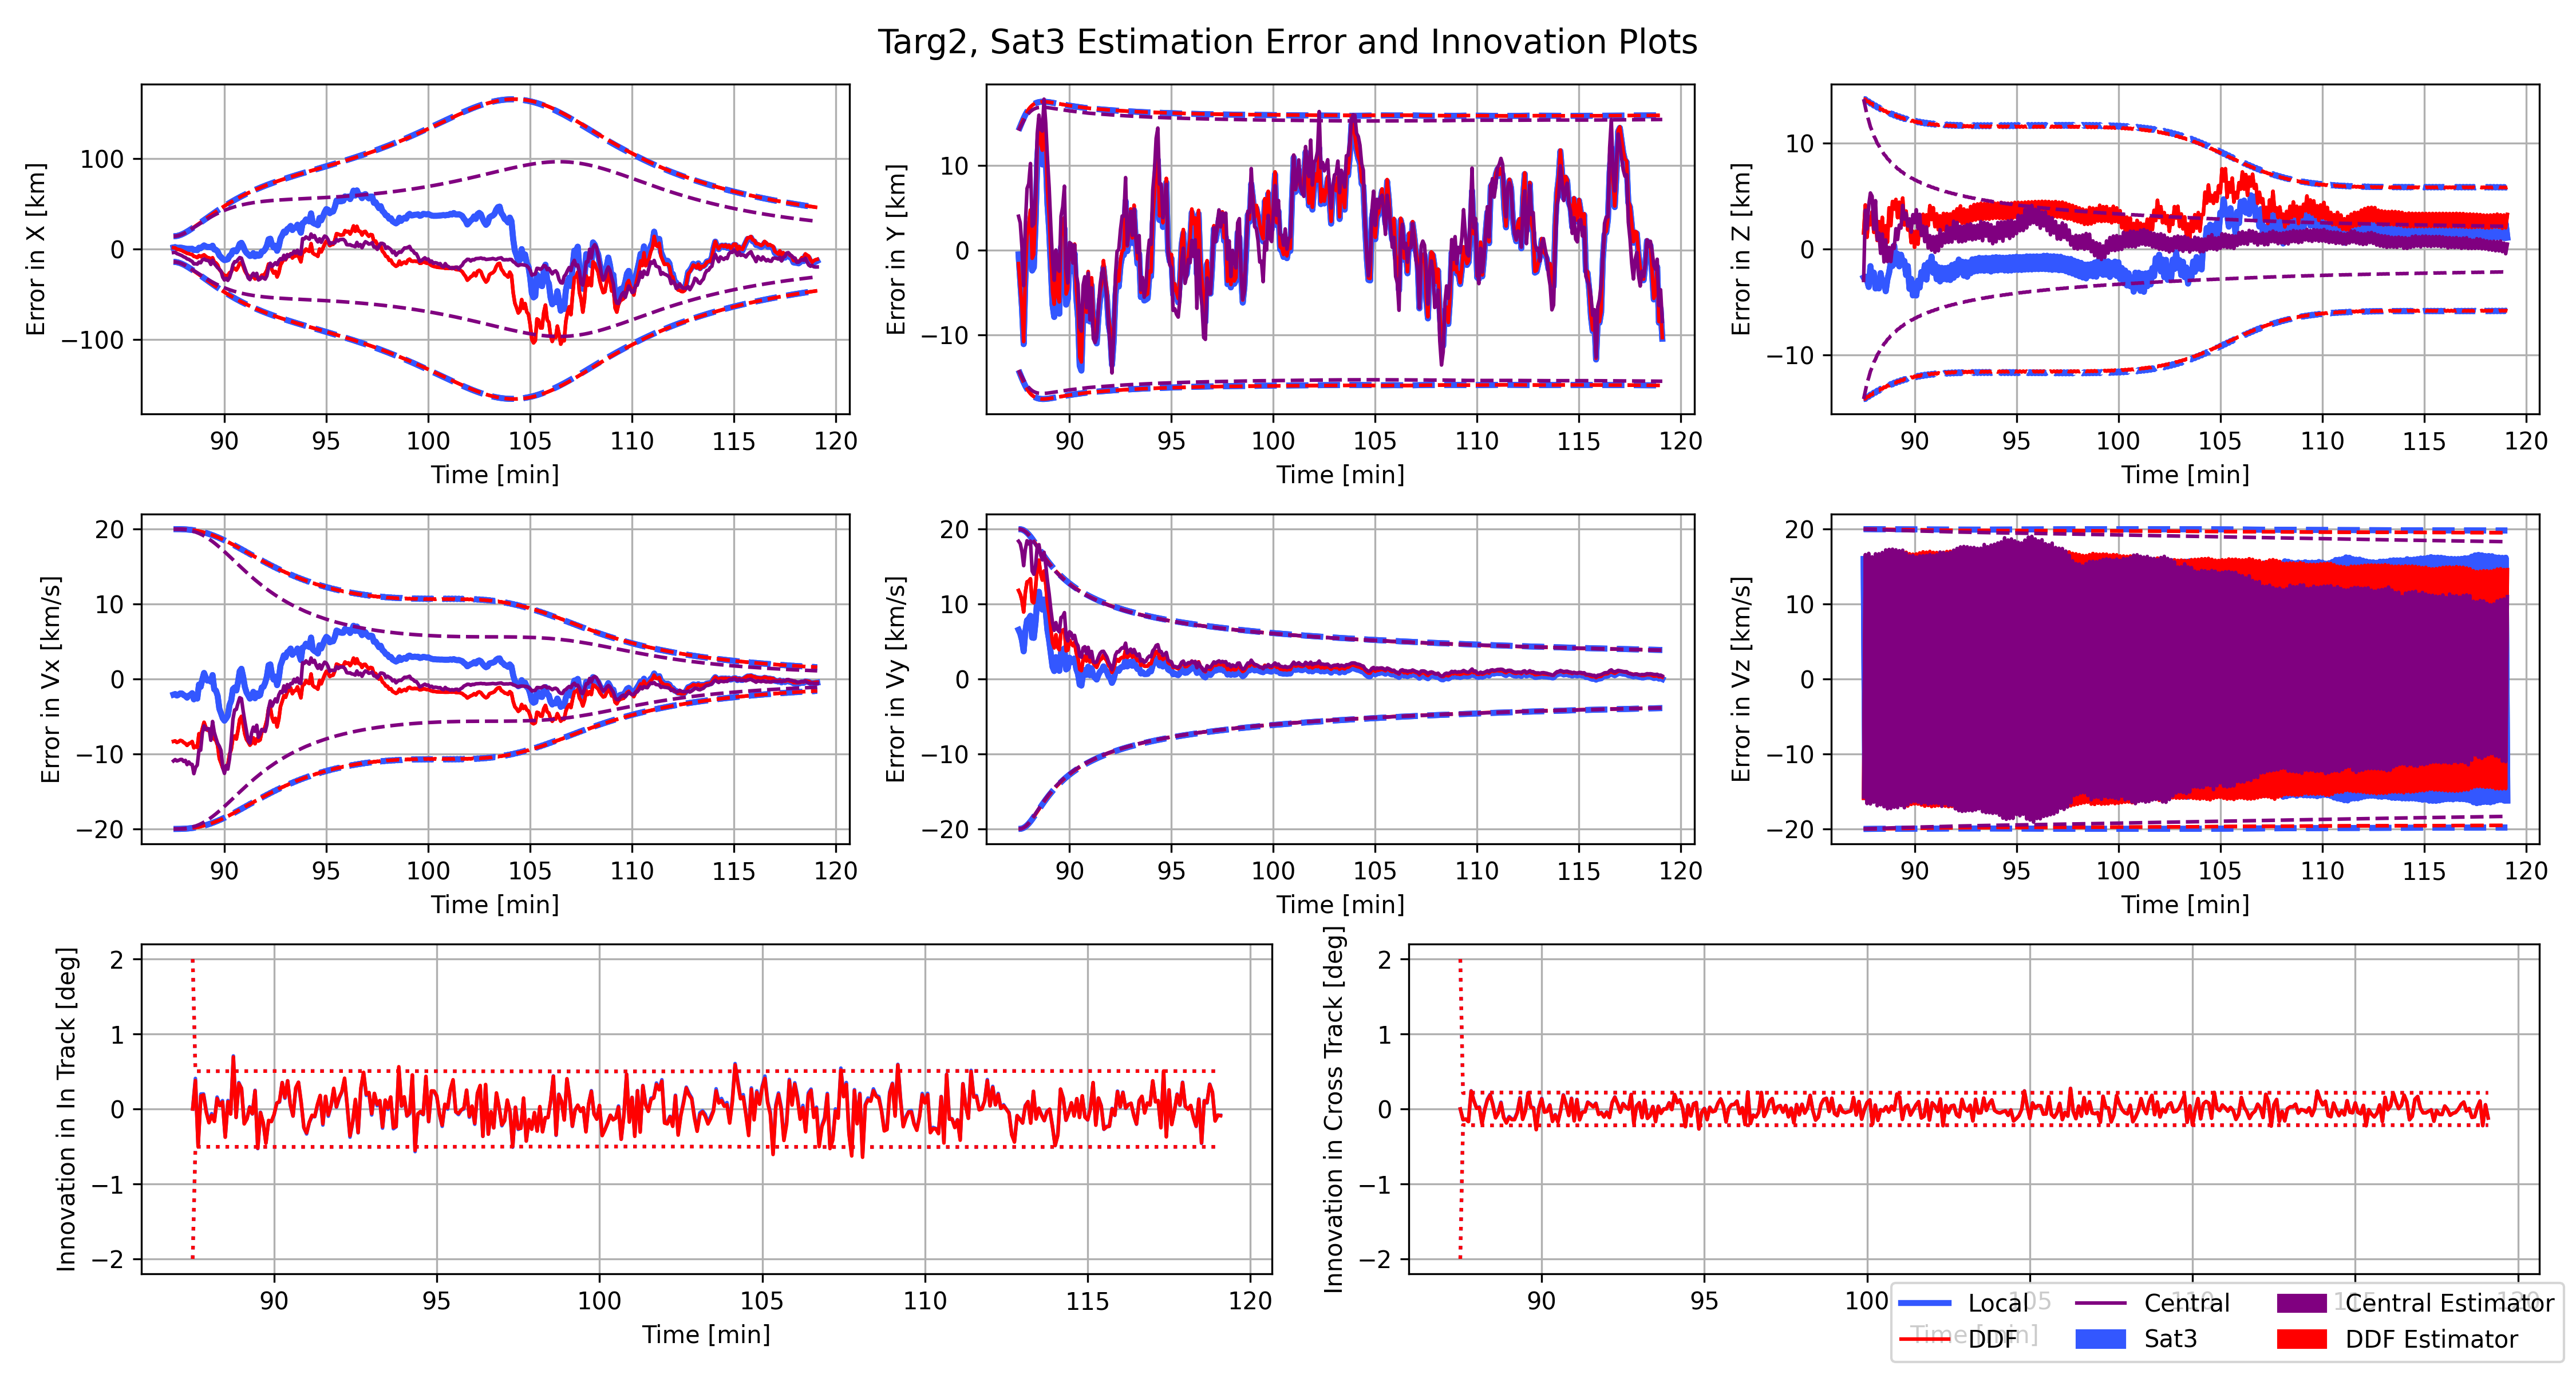 Targ2, Sat3 Estimation Error and Innovation Plots
Error in X [km]
100
0
−100
90 95 100 105 110 115 120
Time [min]
Error in Y [km]
10
0
−10
90 95 100 105 110 115 120
Time [min]
Error in Z [km]
10
0
−10
90 95 100 105 110 115 120
Time [min]
Error in Vx [km/s]
20
10
0
−10
−20
90 95 100 105 110 115 120
Time [min]
Error in Vy [km/s]
20
10
0
−10
−20
90 95 100 105 110 115 120
Time [min]
Error in Vz [km/s]
20
10
0
−10
−20
90 95 100 105 110 115 120
Time [min]
Innovation in In Track [deg]
2
1
0
−1
−2
90 95 100 105 110 115 120
Time [min]
Innovation in Cross Track [deg]
2
1
0
−1
−2
90 95 100 105 110 115 120
Time [min]
Local Central Central Estimator
DDF Sat3 DDF Estimator